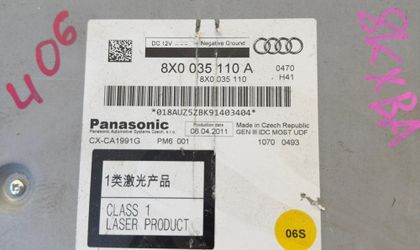 406
DC 12V Negative Ground
8X0 035 110 A
0470
8X0 035 110
H41
*018AUZ5ZBK91403404*
Panasonic
Panasonic Automotive Systems Czech, s.r.o.
Production date
06.04.2011
Made in Czech Republic
GEN III IDC MOST UDF
CX-CA1991G PM6 001
1070 0493
1类激光产品
CLASS 1
LASER PRODUCT
06S